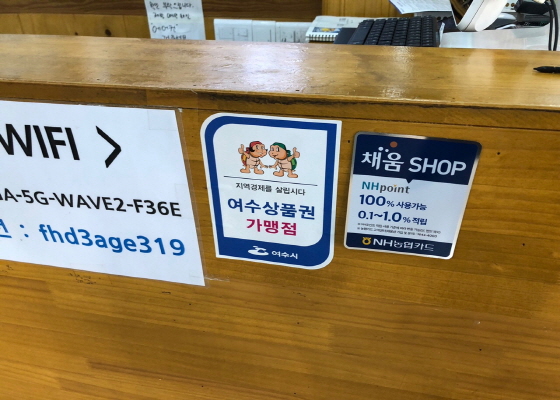 WIFI >
A-5G-WAVE2-F36E
: fhd3age319
지역경제를 살립시다
여수상품권
가맹점
여수시
채움 SHOP
NHpoint
100% 사용가능
0.1~1.0% 적립
NH농협카드